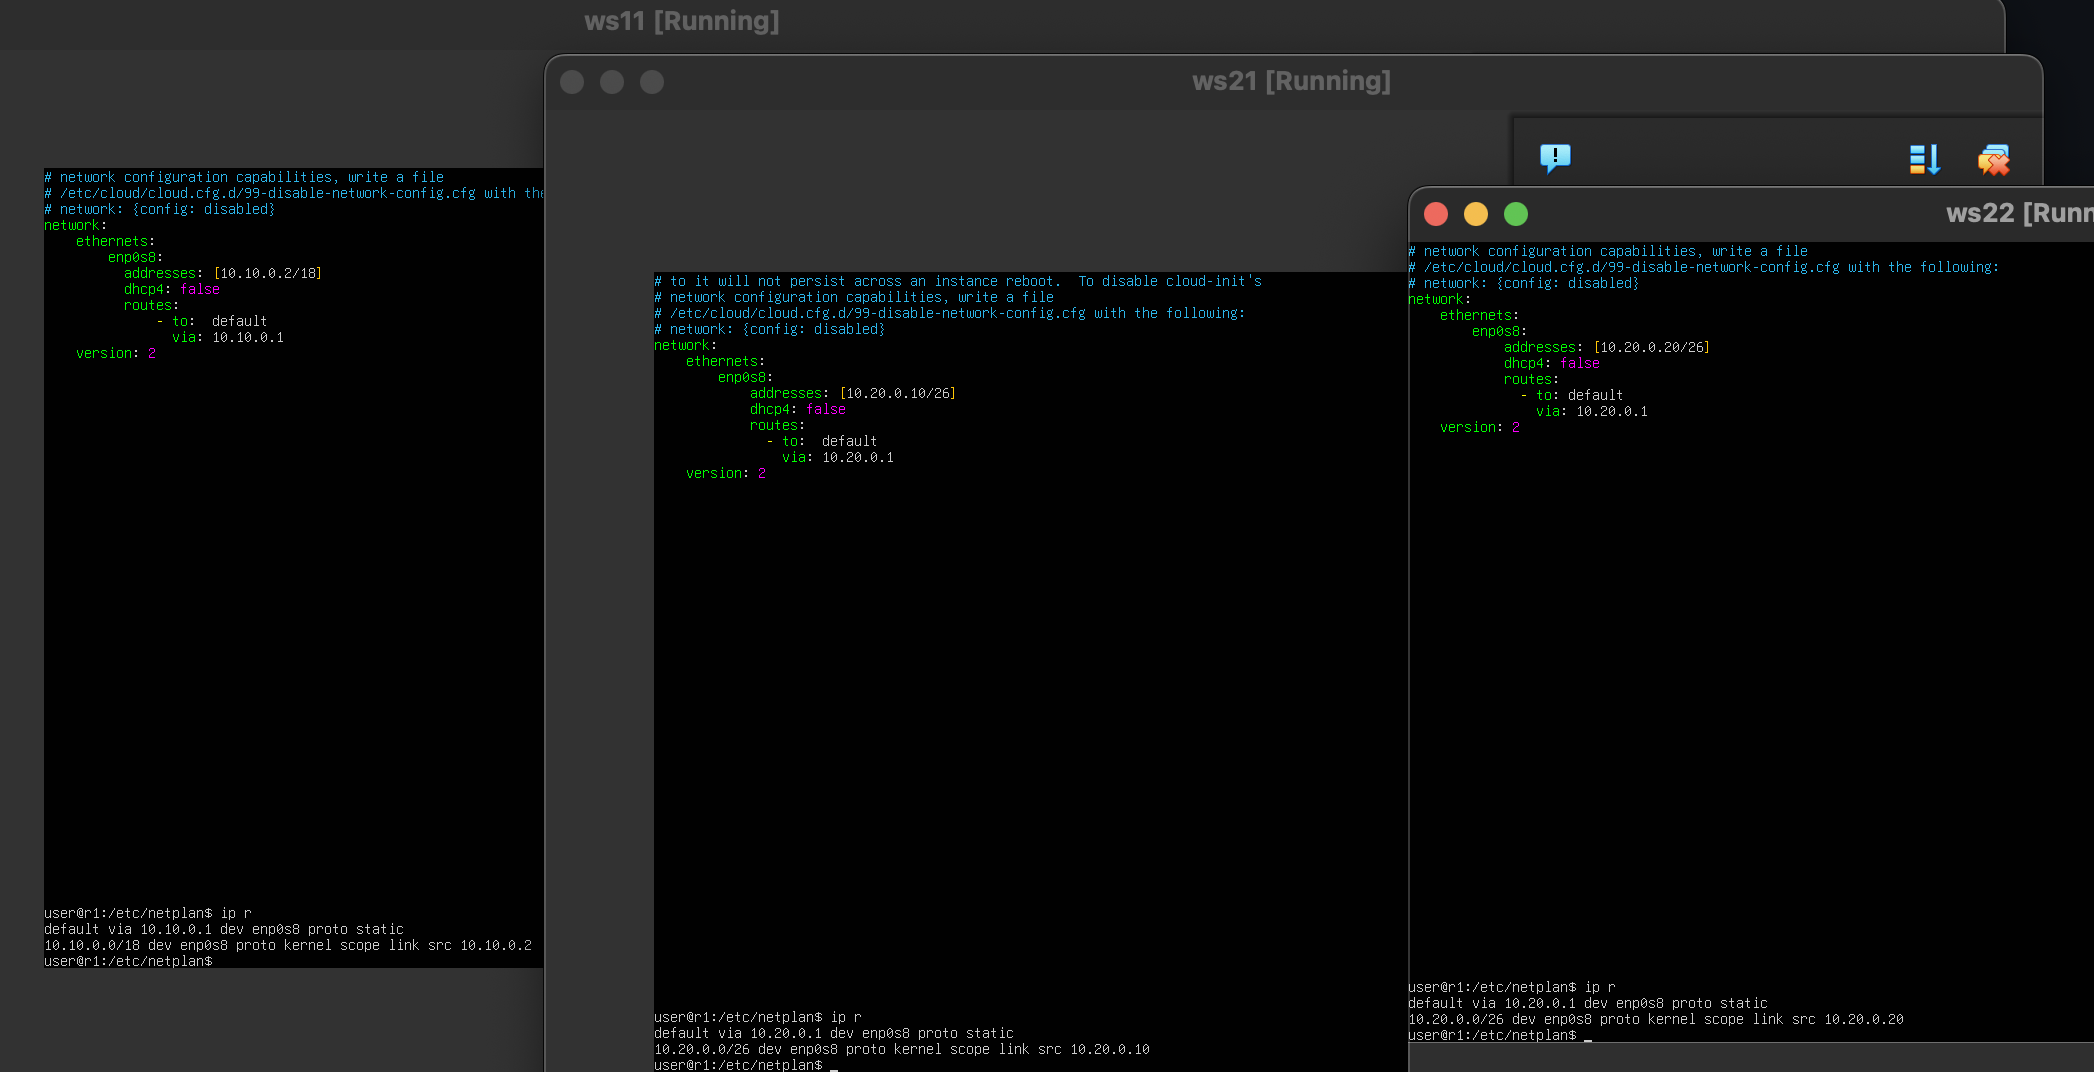 ws11 [Running]
# network configuration capabilities, write a file
# /etc/cloud/cloud.cfg.d/99-disable-network-config.cfg with the
# network: {config: disabled}
network:
    ethernets:
        enp0s8:
          addresses: [10.10.0.2/18]
          dhcp4: false
          routes:
              - to:  default
                via: 10.10.0.1
    version: 2
user@r1:/etc/netplan$ ip r
default via 10.10.0.1 dev enp0s8 proto static
10.10.0.0/18 dev enp0s8 proto kernel scope link src 10.10.0.2
user@r1:/etc/netplan$
ws21 [Running]
# to it will not persist across an instance reboot.  To disable cloud-init's
# network configuration capabilities, write a file
# /etc/cloud/cloud.cfg.d/99-disable-network-config.cfg with the following:
# network: {config: disabled}
network:
    ethernets:
        enp0s8:
            addresses: [10.20.0.10/26]
            dhcp4: false
            routes:
              - to:  default
                via: 10.20.0.1
    version: 2
user@r1:/etc/netplan$ ip r
default via 10.20.0.1 dev enp0s8 proto static
10.20.0.0/26 dev enp0s8 proto kernel scope link src 10.20.0.10
user@r1:/etc/netplan$ _
ws22 [Runn
# network configuration capabilities, write a file
# /etc/cloud/cloud.cfg.d/99-disable-network-config.cfg with the following:
# network: {config: disabled}
network:
    ethernets:
        enp0s8:
            addresses: [10.20.0.20/26]
            dhcp4: false
            routes:
              - to: default
                via: 10.20.0.1
    version: 2
user@r1:/etc/netplan$ ip r
default via 10.20.0.1 dev enp0s8 proto static
10.20.0.0/26 dev enp0s8 proto kernel scope link src 10.20.0.20
user@r1:/etc/netplan$ _